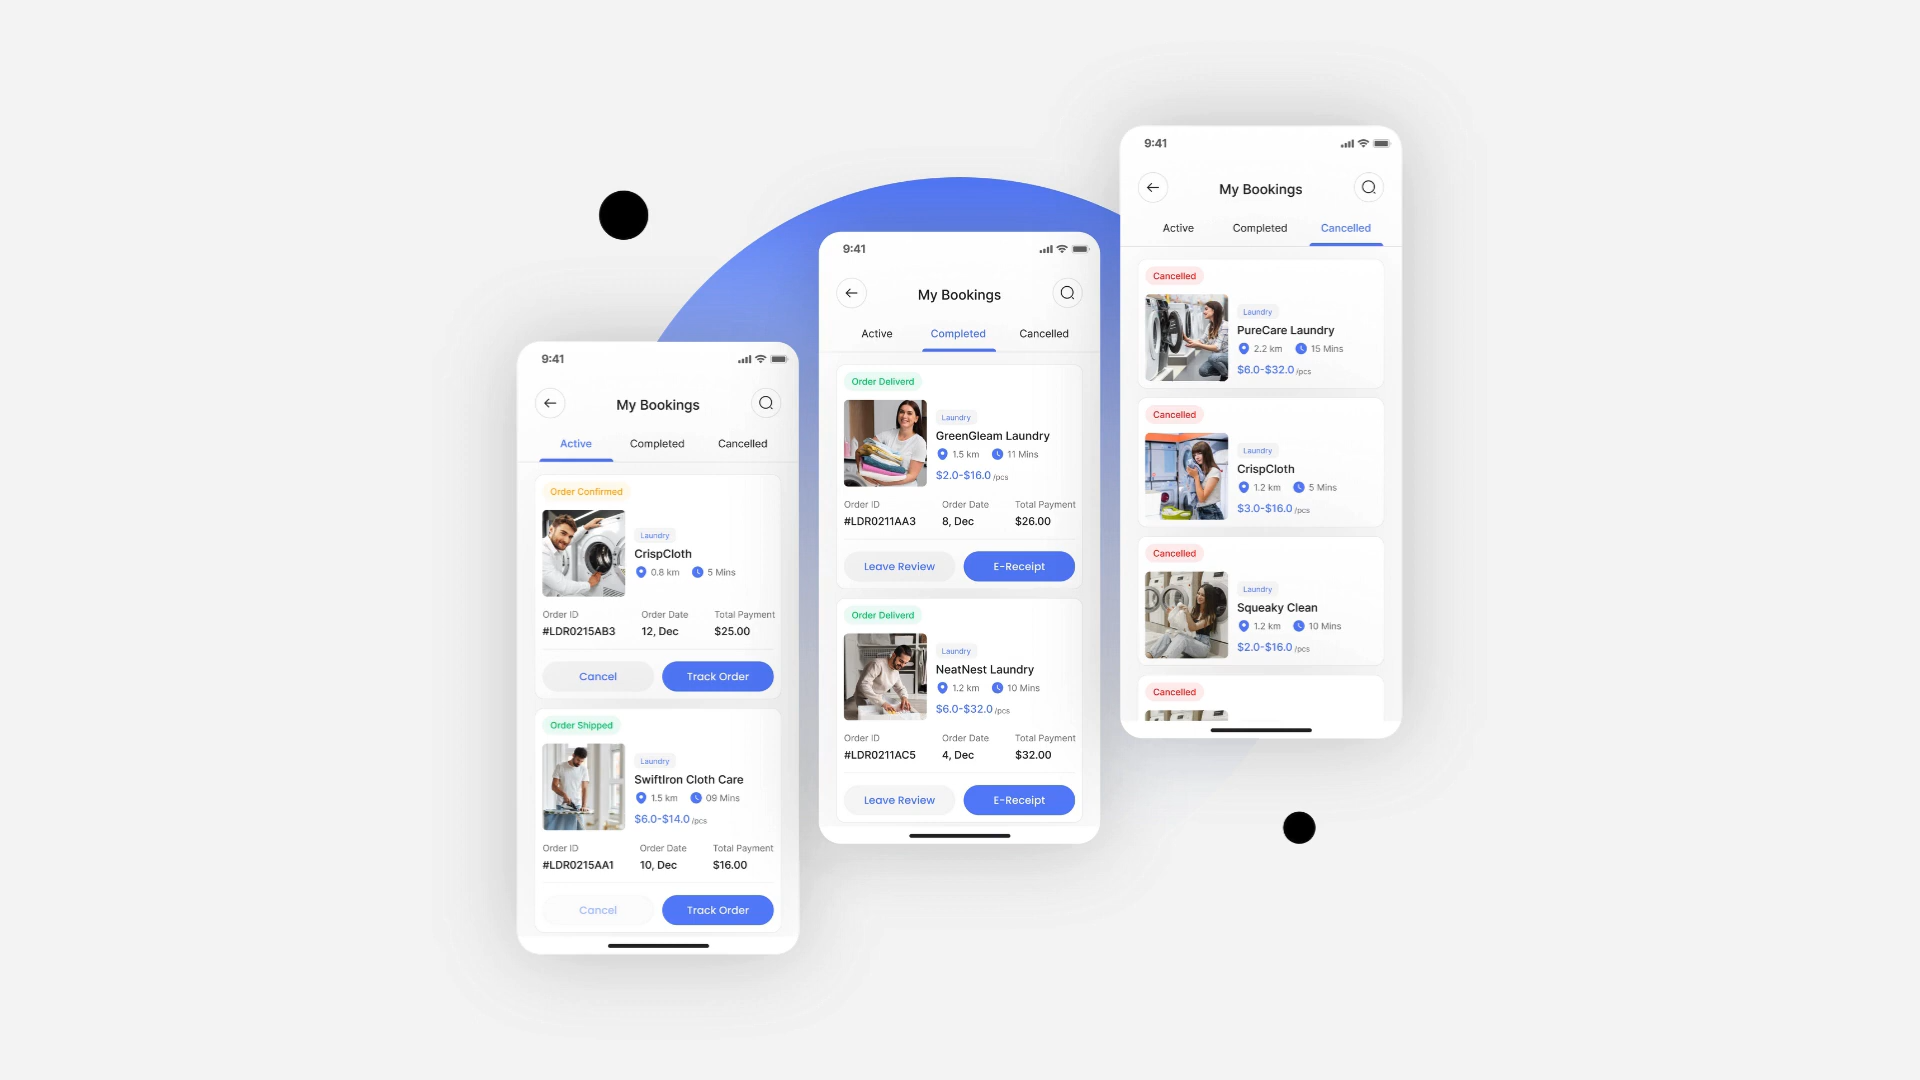 9:41
My Bookings
Active Completed Cancelled
Order Confirmed
Laundry
CrispCloth
0.8 km 5 Mins
Order ID Order Date Total Payment
#LDR0215AB3 12, Dec $25.00
Cancel Track Order
Order Shipped
Laundry
SwiftIron Cloth Care
1.5 km 09 Mins
$6.0-$14.0 /pcs
Order ID Order Date Total Payment
#LDR0215AA1 10, Dec $16.00
Cancel Track Order
9:41
My Bookings
Active Completed Cancelled
Order Deliverd
Laundry
GreenGleam Laundry
1.5 km 11 Mins
$2.0-$16.0 /pcs
Order ID Order Date Total Payment
#LDR0211AA3 8, Dec $26.00
Leave Review E-Receipt
Order Deliverd
Laundry
NeatNest Laundry
1.2 km 10 Mins
$6.0-$32.0 /pcs
Order ID Order Date Total Payment
#LDR0211AC5 4, Dec $32.00
Leave Review E-Receipt
9:41
My Bookings
Active Completed Cancelled
Cancelled
Laundry
PureCare Laundry
2.2 km 15 Mins
$6.0-$32.0 /pcs
Cancelled
Laundry
CrispCloth
1.2 km 5 Mins
$3.0-$16.0 /pcs
Cancelled
Laundry
Squeaky Clean
1.2 km 10 Mins
$2.0-$16.0 /pcs
Cancelled